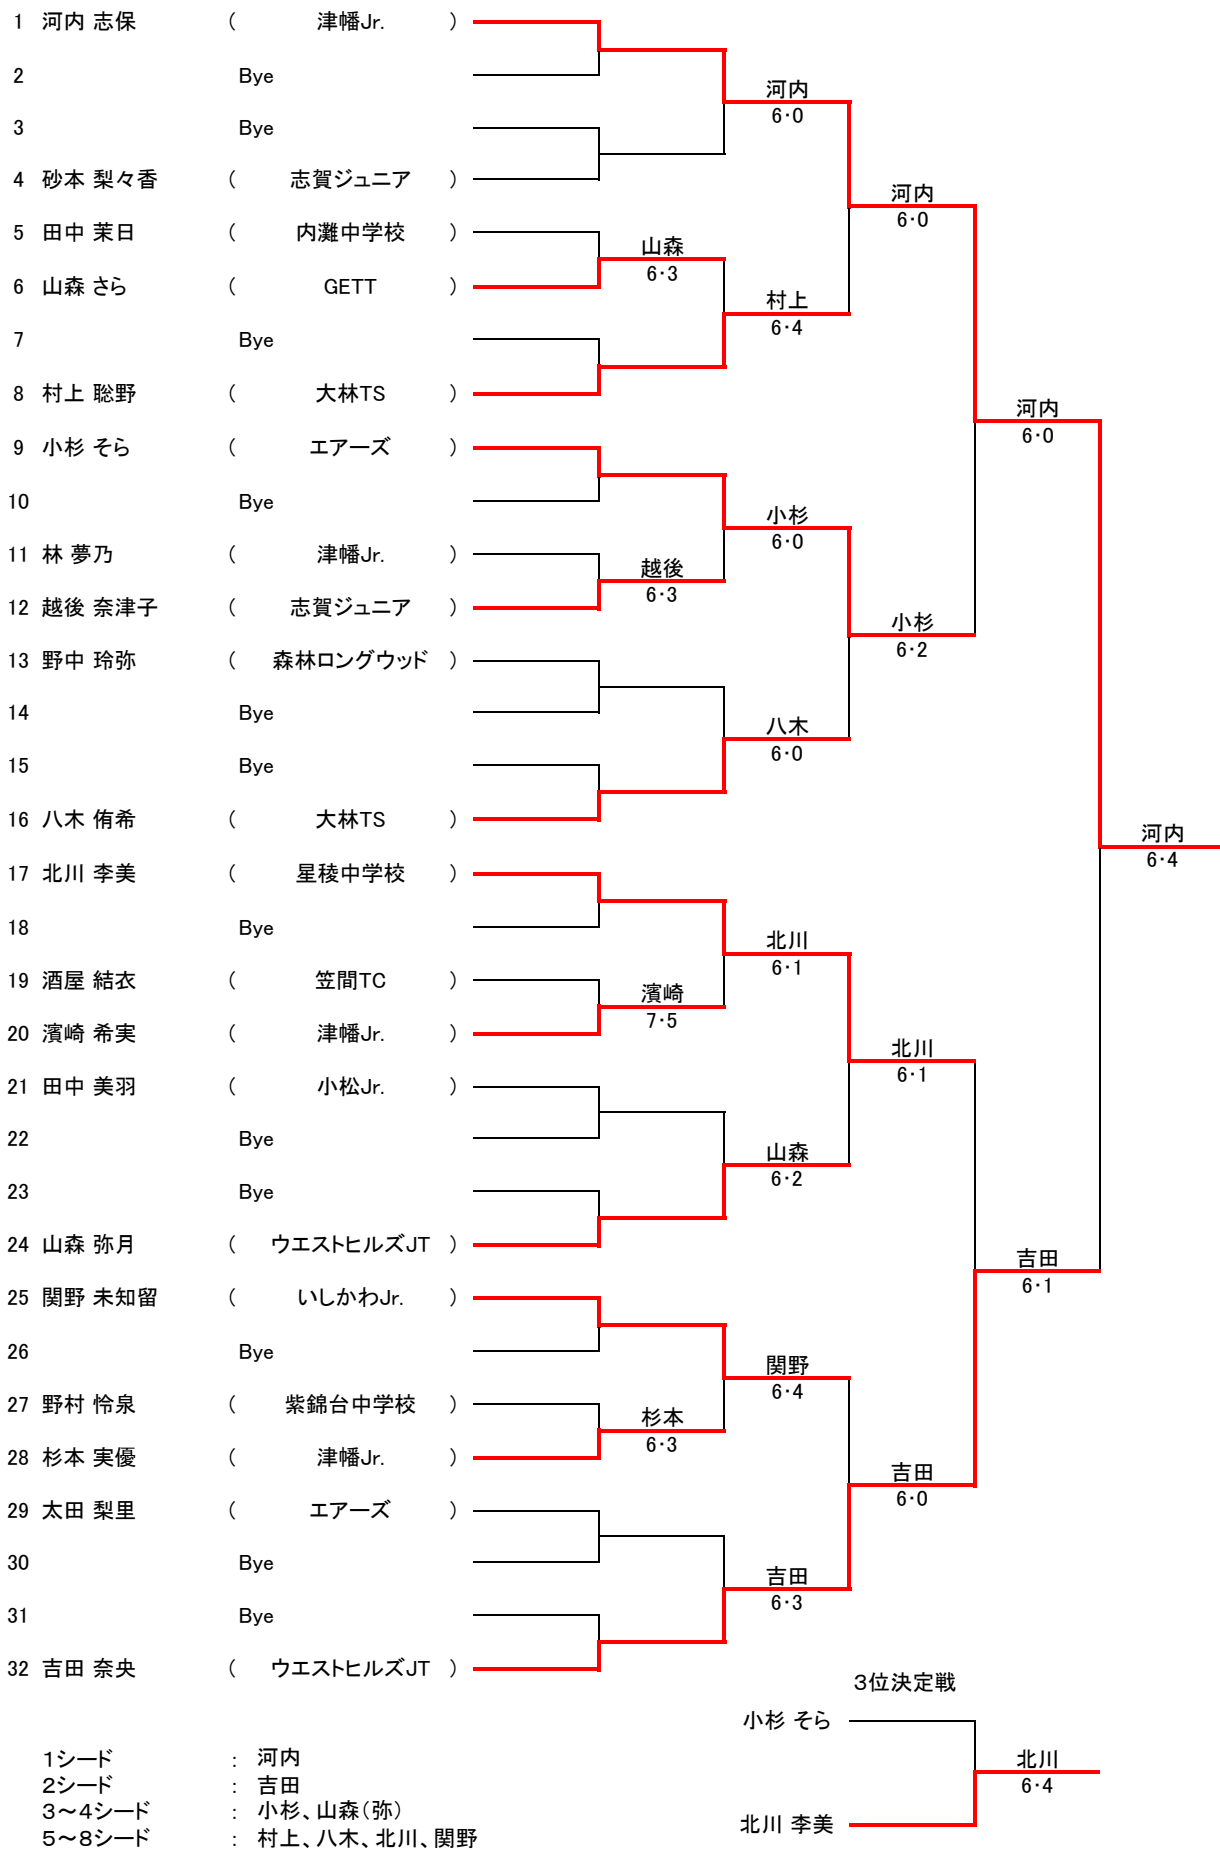 1 河内 志保 ( 津幡Jr. )
2 Bye
河内
6・0
3 Bye
4 砂本 梨々香 ( 志賀ジュニア )
河内
6・0
5 田中 茉日 ( 内灘中学校 )
山森
6・3
6 山森 さら ( GETT )
村上
6・4
7 Bye
8 村上 聡野 ( 大林TS )
河内
6・0
9 小杉 そら ( エアーズ )
10 Bye
小杉
6・0
11 林 夢乃 ( 津幡Jr. )
越後
6・3
12 越後 奈津子 ( 志賀ジュニア )
小杉
6・2
13 野中 玲弥 ( 森林ロングウッド )
14 Bye
八木
6・0
15 Bye
16 八木 侑希 ( 大林TS )
河内
6・4
17 北川 李美 ( 星稜中学校 )
18 Bye
北川
6・1
19 酒屋 結衣 ( 笠間TC )
濱崎
7・5
20 濱崎 希実 ( 津幡Jr. )
北川
6・1
21 田中 美羽 ( 小松Jr. )
22 Bye
山森
6・2
23 Bye
24 山森 弥月 ( ウエストヒルズJT )
吉田
6・1
25 関野 未知留 ( いしかわJr. )
26 Bye
関野
6・4
27 野村 怜泉 ( 紫錦台中学校 )
杉本
6・3
28 杉本 実優 ( 津幡Jr. )
吉田
6・0
29 太田 梨里 ( エアーズ )
30 Bye
吉田
6・3
31 Bye
32 吉田 奈央 ( ウエストヒルズJT )
3位決定戦
小杉 そら
北川
6・4
北川 李美
1シード : 河内
2シード : 吉田
3～4シード : 小杉、山森(弥)
5～8シード : 村上、八木、北川、関野